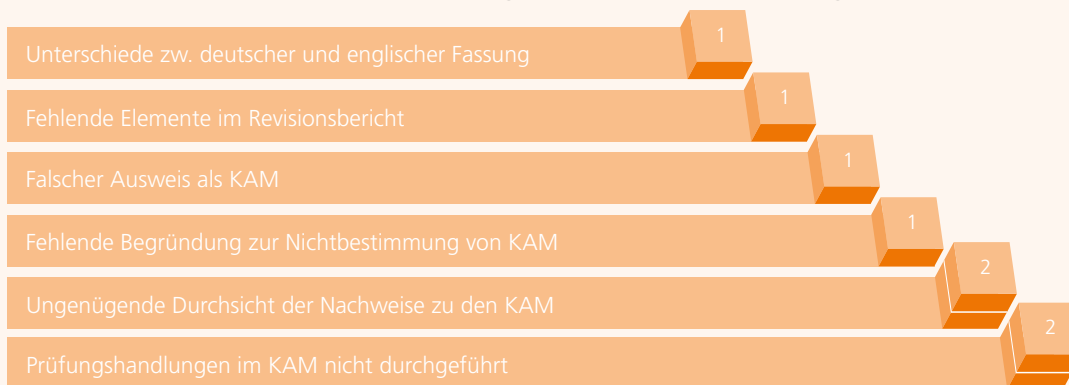 Unterschiede zw. deutscher und englischer Fassung 1
Fehlende Elemente im Revisionsbericht 1
Falscher Ausweis als KAM 1
Fehlende Begründung zur Nichtbestimmung von KAM 1
Ungenügende Durchsicht der Nachweise zu den KAM 2
Prüfungshandlungen im KAM nicht durchgeführt 2